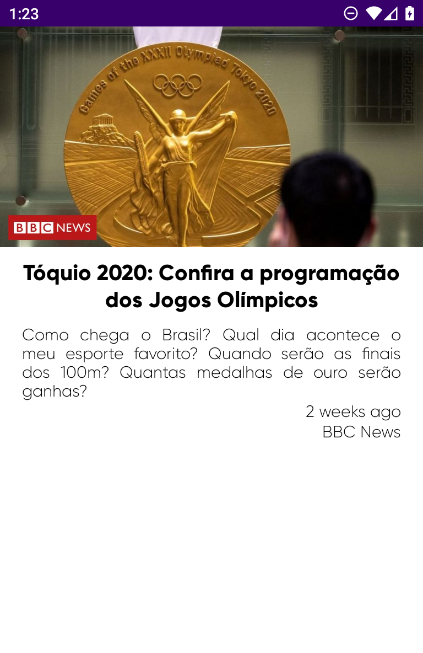 1:23
Games of the XXXII Olympiad Tokyo 2020
BBC NEWS
Tóquio 2020: Confira a programação
dos Jogos Olímpicos
Como chega o Brasil? Qual dia acontece o
meu esporte favorito? Quando serão as finais
dos 100m? Quantas medalhas de ouro serão
ganhas?
2 weeks ago
BBC News